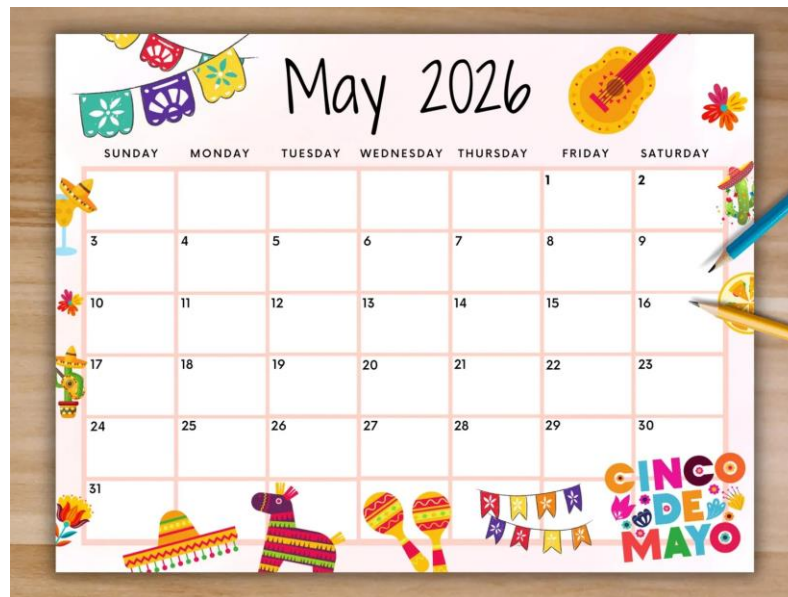 May 2026
SUNDAY MONDAY TUESDAY WEDNESDAY THURSDAY FRIDAY SATURDAY
1 2
3 4 5 6 7 8 9
10 11 12 13 14 15 16
17 18 19 20 21 22 23
24 25 26 27 28 29 30
31
CINCO
DE
MAYO